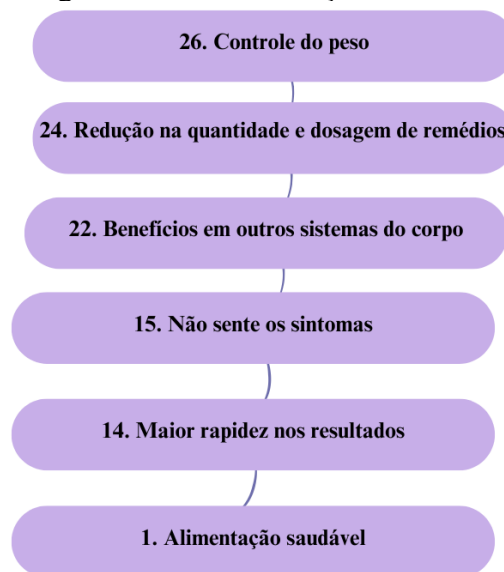 26. Controle do peso
24. Redução na quantidade e dosagem de remédios
22. Benefícios em outros sistemas do corpo
15. Não sente os sintomas
14. Maior rapidez nos resultados
1. Alimentação saudável